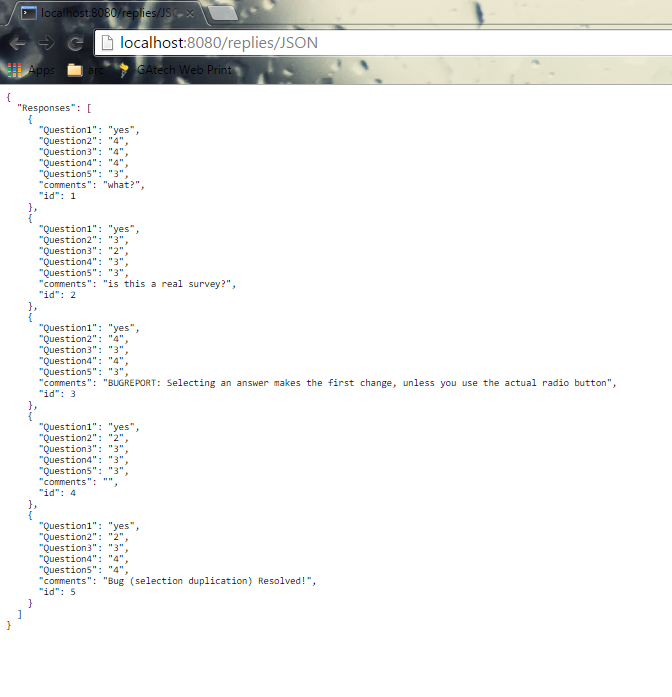 localhost:8080/replies/JSO
localhost:8080/replies/JSON
Apps
GAtech Web Print
{
  "Responses": [
    {
      "Question1": "yes",
      "Question2": "4",
      "Question3": "4",
      "Question4": "4",
      "Question5": "3",
      "comments": "what?",
      "id": 1
    },
    {
      "Question1": "yes",
      "Question2": "3",
      "Question3": "2",
      "Question4": "3",
      "Question5": "3",
      "comments": "is this a real survey?",
      "id": 2
    },
    {
      "Question1": "yes",
      "Question2": "4",
      "Question3": "3",
      "Question4": "4",
      "Question5": "3",
      "comments": "BUGREPORT: Selecting an answer makes the first change, unless you use the actual radio button",
      "id": 3
    },
    {
      "Question1": "yes",
      "Question2": "2",
      "Question3": "3",
      "Question4": "3",
      "Question5": "3",
      "comments": "",
      "id": 4
    },
    {
      "Question1": "yes",
      "Question2": "2",
      "Question3": "3",
      "Question4": "4",
      "Question5": "4",
      "comments": "Bug (selection duplication) Resolved!",
      "id": 5
    }
  ]
}